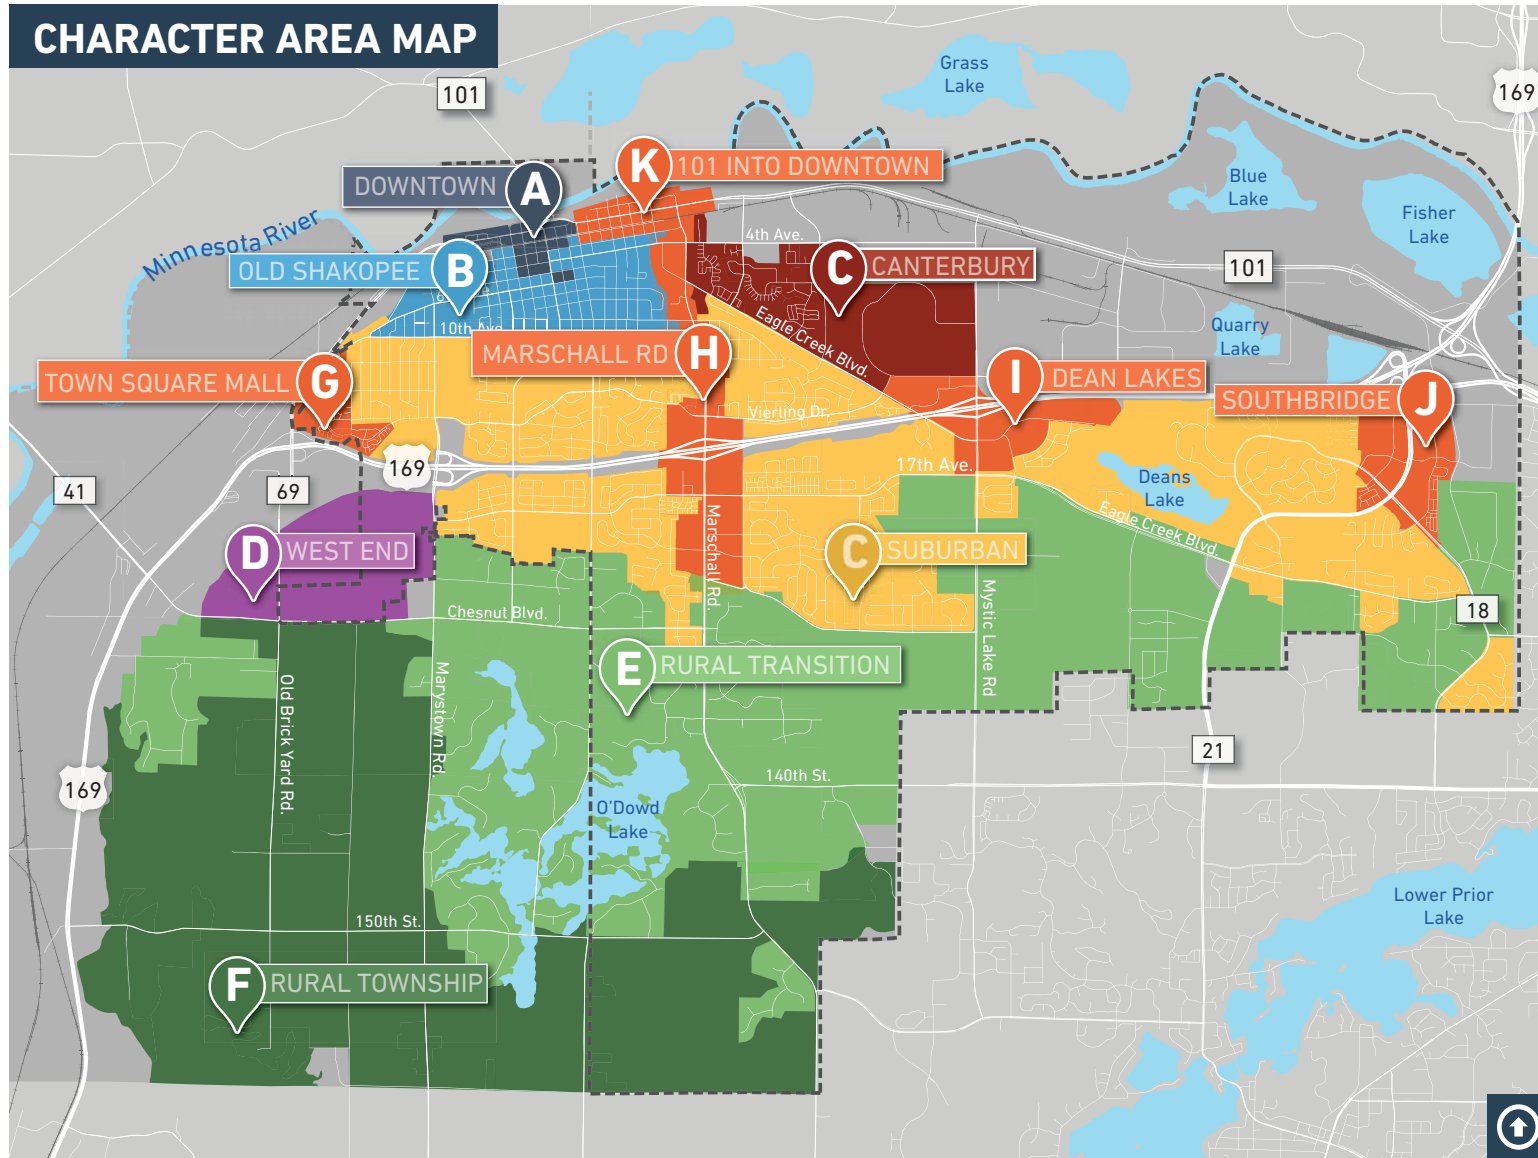 CHARACTER AREA MAP
101
Grass
Lake
169
K
101 INTO DOWNTOWN
DOWNTOWN
A
Blue
Lake
Fisher
Lake
Minnesota River
4th Ave.
OLD SHAKOPEE
B
C
CANTERBURY
101
10th Ave.
Eagle Creek Blvd.
Quarry
Lake
MARSCHALL RD
H
TOWN SQUARE MALL
G
I
DEAN LAKES
SOUTHBRIDGE
J
Vierling Dr.
169
17th Ave.
Deans
Lake
41
69
Eagle Creek Blvd.
Marschall Rd.
D
WEST END
C
SUBURBAN
Chesnut Blvd.
Mystic Lake Rd
18
E
RURAL TRANSITION
Old Brick Yard Rd.
Marystown Rd.
21
140th St.
169
O'Dowd
Lake
Lower Prior
Lake
150th St.
F
RURAL TOWNSHIP